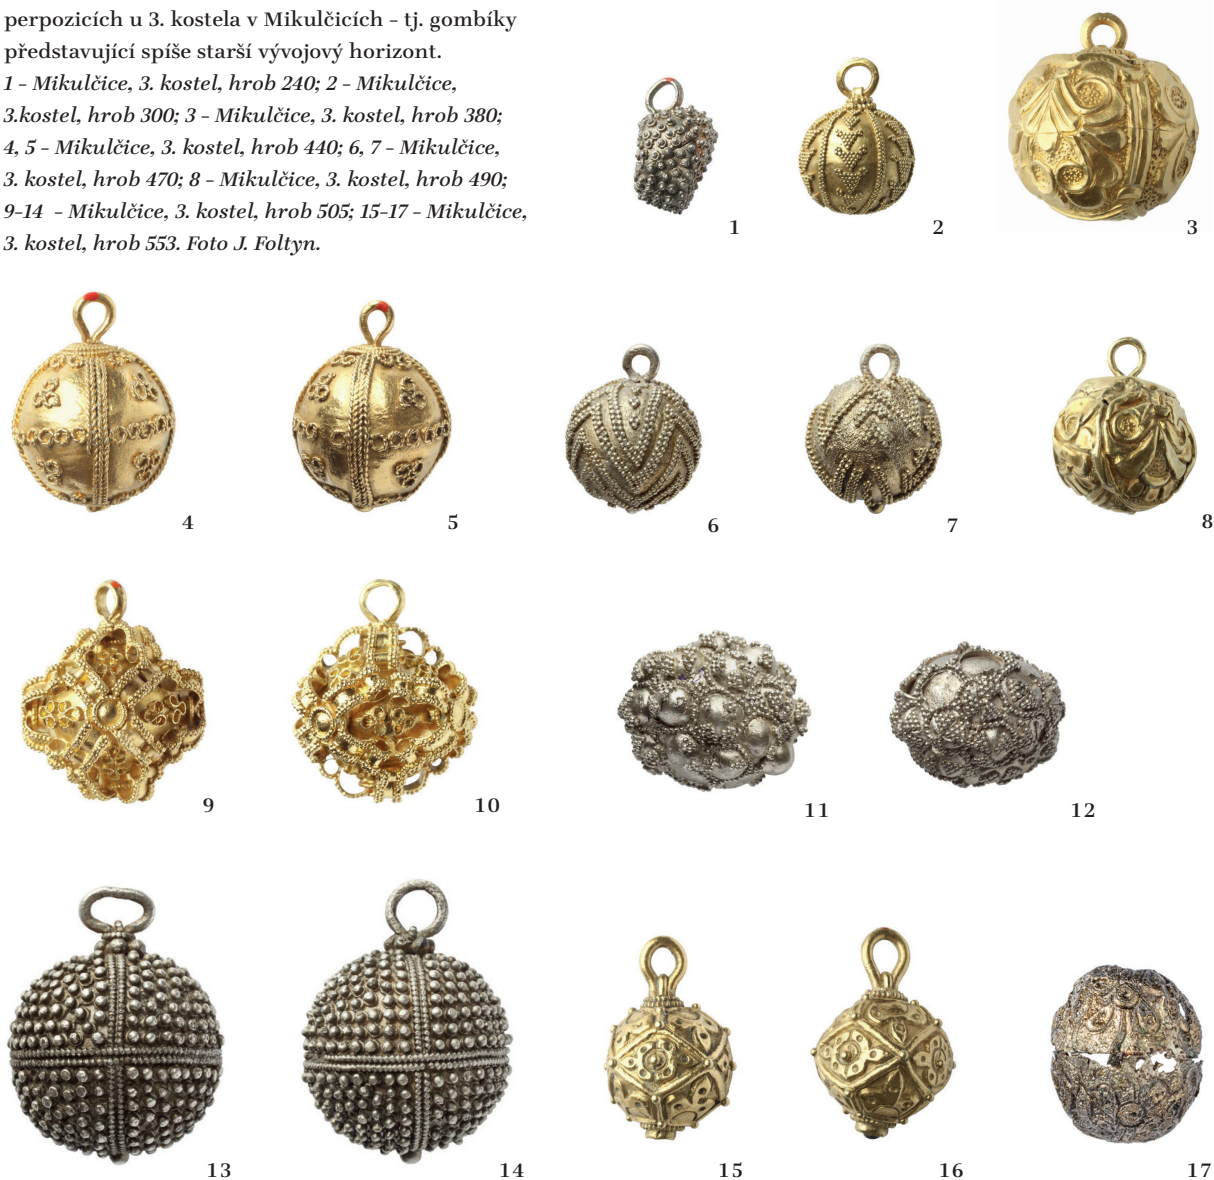 perpozicích u 3. kostela v Mikulčicích – tj. gombíky
představující spíše starší vývojový horizont.
1 – Mikulčice, 3. kostel, hrob 240; 2 – Mikulčice,
3.kostel, hrob 300; 3 – Mikulčice, 3. kostel, hrob 380;
4, 5 – Mikulčice, 3. kostel, hrob 440; 6, 7 – Mikulčice,
3. kostel, hrob 470; 8 – Mikulčice, 3. kostel, hrob 490;
9–14 – Mikulčice, 3. kostel, hrob 505; 15–17 – Mikulčice,
3. kostel, hrob 553. Foto J. Foltyn.
1 2 3
4 5 6 7 8
9 10 11 12
13 14 15 16 17